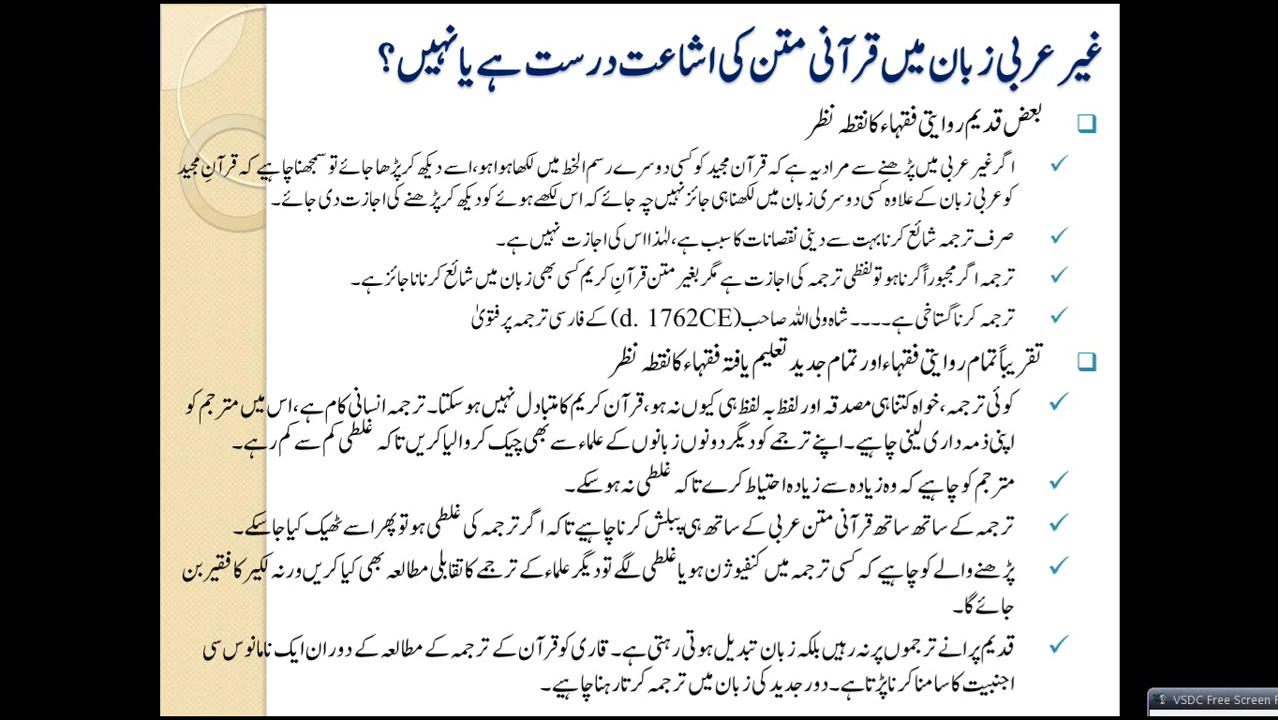 غیر عربی زبان میں قرآنی متن کی اشاعت درست ہے یا نہیں؟
بعض قدیم روایتی فقہاء کا نقطہ نظر
اگر غیر عربی میں پڑھنے سے مراد یہ ہے کہ قرآن مجید کو کسی دوسرے رسم الخط میں لکھا ہوا ہو، اسے دیکھ کر پڑھا جائے تو سمجھنا چاہیے کہ قرآنِ مجید
کو عربی زبان کے علاوہ کسی دوسری زبان میں لکھنا ہی جائز نہیں چہ جائے کہ اس لکھے ہوئے کو دیکھ کر پڑھنے کی اجازت دی جائے۔
صرف ترجمہ شائع کرنا بہت سے دینی نقصانات کا سبب ہے، لہٰذا اس کی اجازت نہیں ہے۔
ترجمہ اگر مجبوراً کرنا ہو تو لفظی ترجمہ کی اجازت ہے مگر بغیر متن قرآنِ کریم کسی بھی زبان میں شائع کرنا ناجائز ہے۔
ترجمہ کرنا گستاخی ہے۔۔۔۔ شاہ ولی اللہ صاحب (d. 1762CE) کے فارسی ترجمہ پر فتویٰ
تقریباً تمام روایتی فقہاء اور تمام جدید تعلیم یافتہ فقہاء کا نقطہ نظر
کوئی ترجمہ، خواہ کتنا ہی مصدقہ اور لفظ بہ لفظ ہی کیوں نہ ہو، قرآن کریم کا متبادل نہیں ہو سکتا۔ ترجمہ انسانی کام ہے، اس میں مترجم کو
اپنی ذمہ داری لینی چاہیے۔ اپنے ترجمے کو دیگر دونوں زبانوں کے علماء سے بھی چیک کروا لیا کریں تاکہ غلطی کم سے کم رہے۔
مترجم کو چاہیے کہ وہ زیادہ سے زیادہ احتیاط کرے تاکہ غلطی نہ ہو سکے۔
ترجمہ کے ساتھ ساتھ قرآنی متن عربی کے ساتھ ہی پبلش کرنا چاہیے تاکہ اگر ترجمہ کی غلطی ہو تو پھر اسے ٹھیک کیا جا سکے۔
پڑھنے والے کو چاہیے کہ کسی ترجمہ میں کنفیوژن ہو یا غلطی لگے تو دیگر علماء کے ترجمے کا تقابلی مطالعہ بھی کیا کریں ورنہ لکیر کا فقیر بن
جائے گا۔
قدیم پرانے ترجموں پر نہ رہیں بلکہ زبان تبدیل ہوتی رہتی ہے۔ قاری کو قرآن کے ترجمہ کے مطالعہ کے دوران ایک نامانوس سی
اجنبیت کا سامنا کرنا پڑتا ہے۔ دور جدید کی زبان میں ترجمہ کرتا رہنا چاہیے۔
VSDC Free Screen